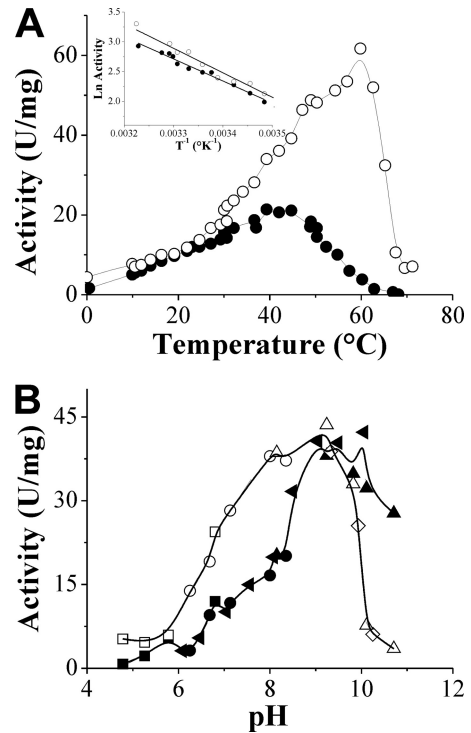 A
Activity (U/mg)
60
40
20
0
0 20 40 60 80
Temperature (°C)
Ln Activity
3.5
3.0
2.5
2.0
0.0032 0.0033 0.0034 0.0035
T⁻¹ (°K⁻¹)
B
Activity (U/mg)
45
30
15
0
4 6 8 10 12
pH